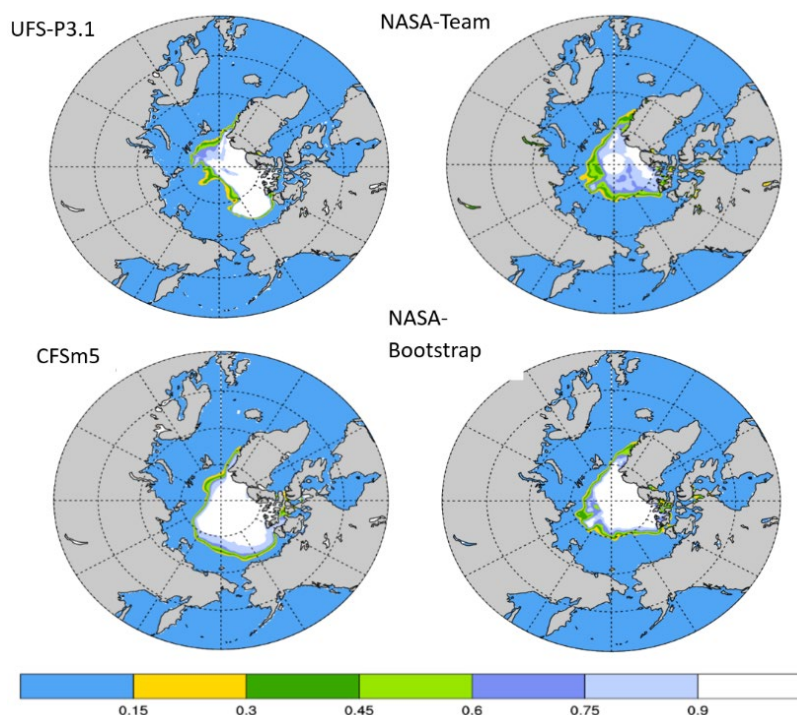 UFS-P3.1
NASA-Team
CFSm5
NASA-
Bootstrap
0.15 0.3 0.45 0.6 0.75 0.9